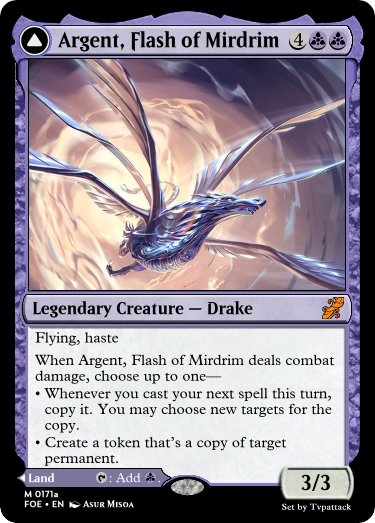 Argent, Flash of Mirdrim 4
Legendary Creature — Drake
Flying, haste
When Argent, Flash of Mirdrim deals combat
damage, choose up to one—
• Whenever you cast your next spell this turn,
copy it. You may choose new targets for the
copy.
• Create a token that's a copy of target
permanent.
Land : Add .
3/3
M 0171a
FOE • EN Asur Misoa
Set by Tvpattack